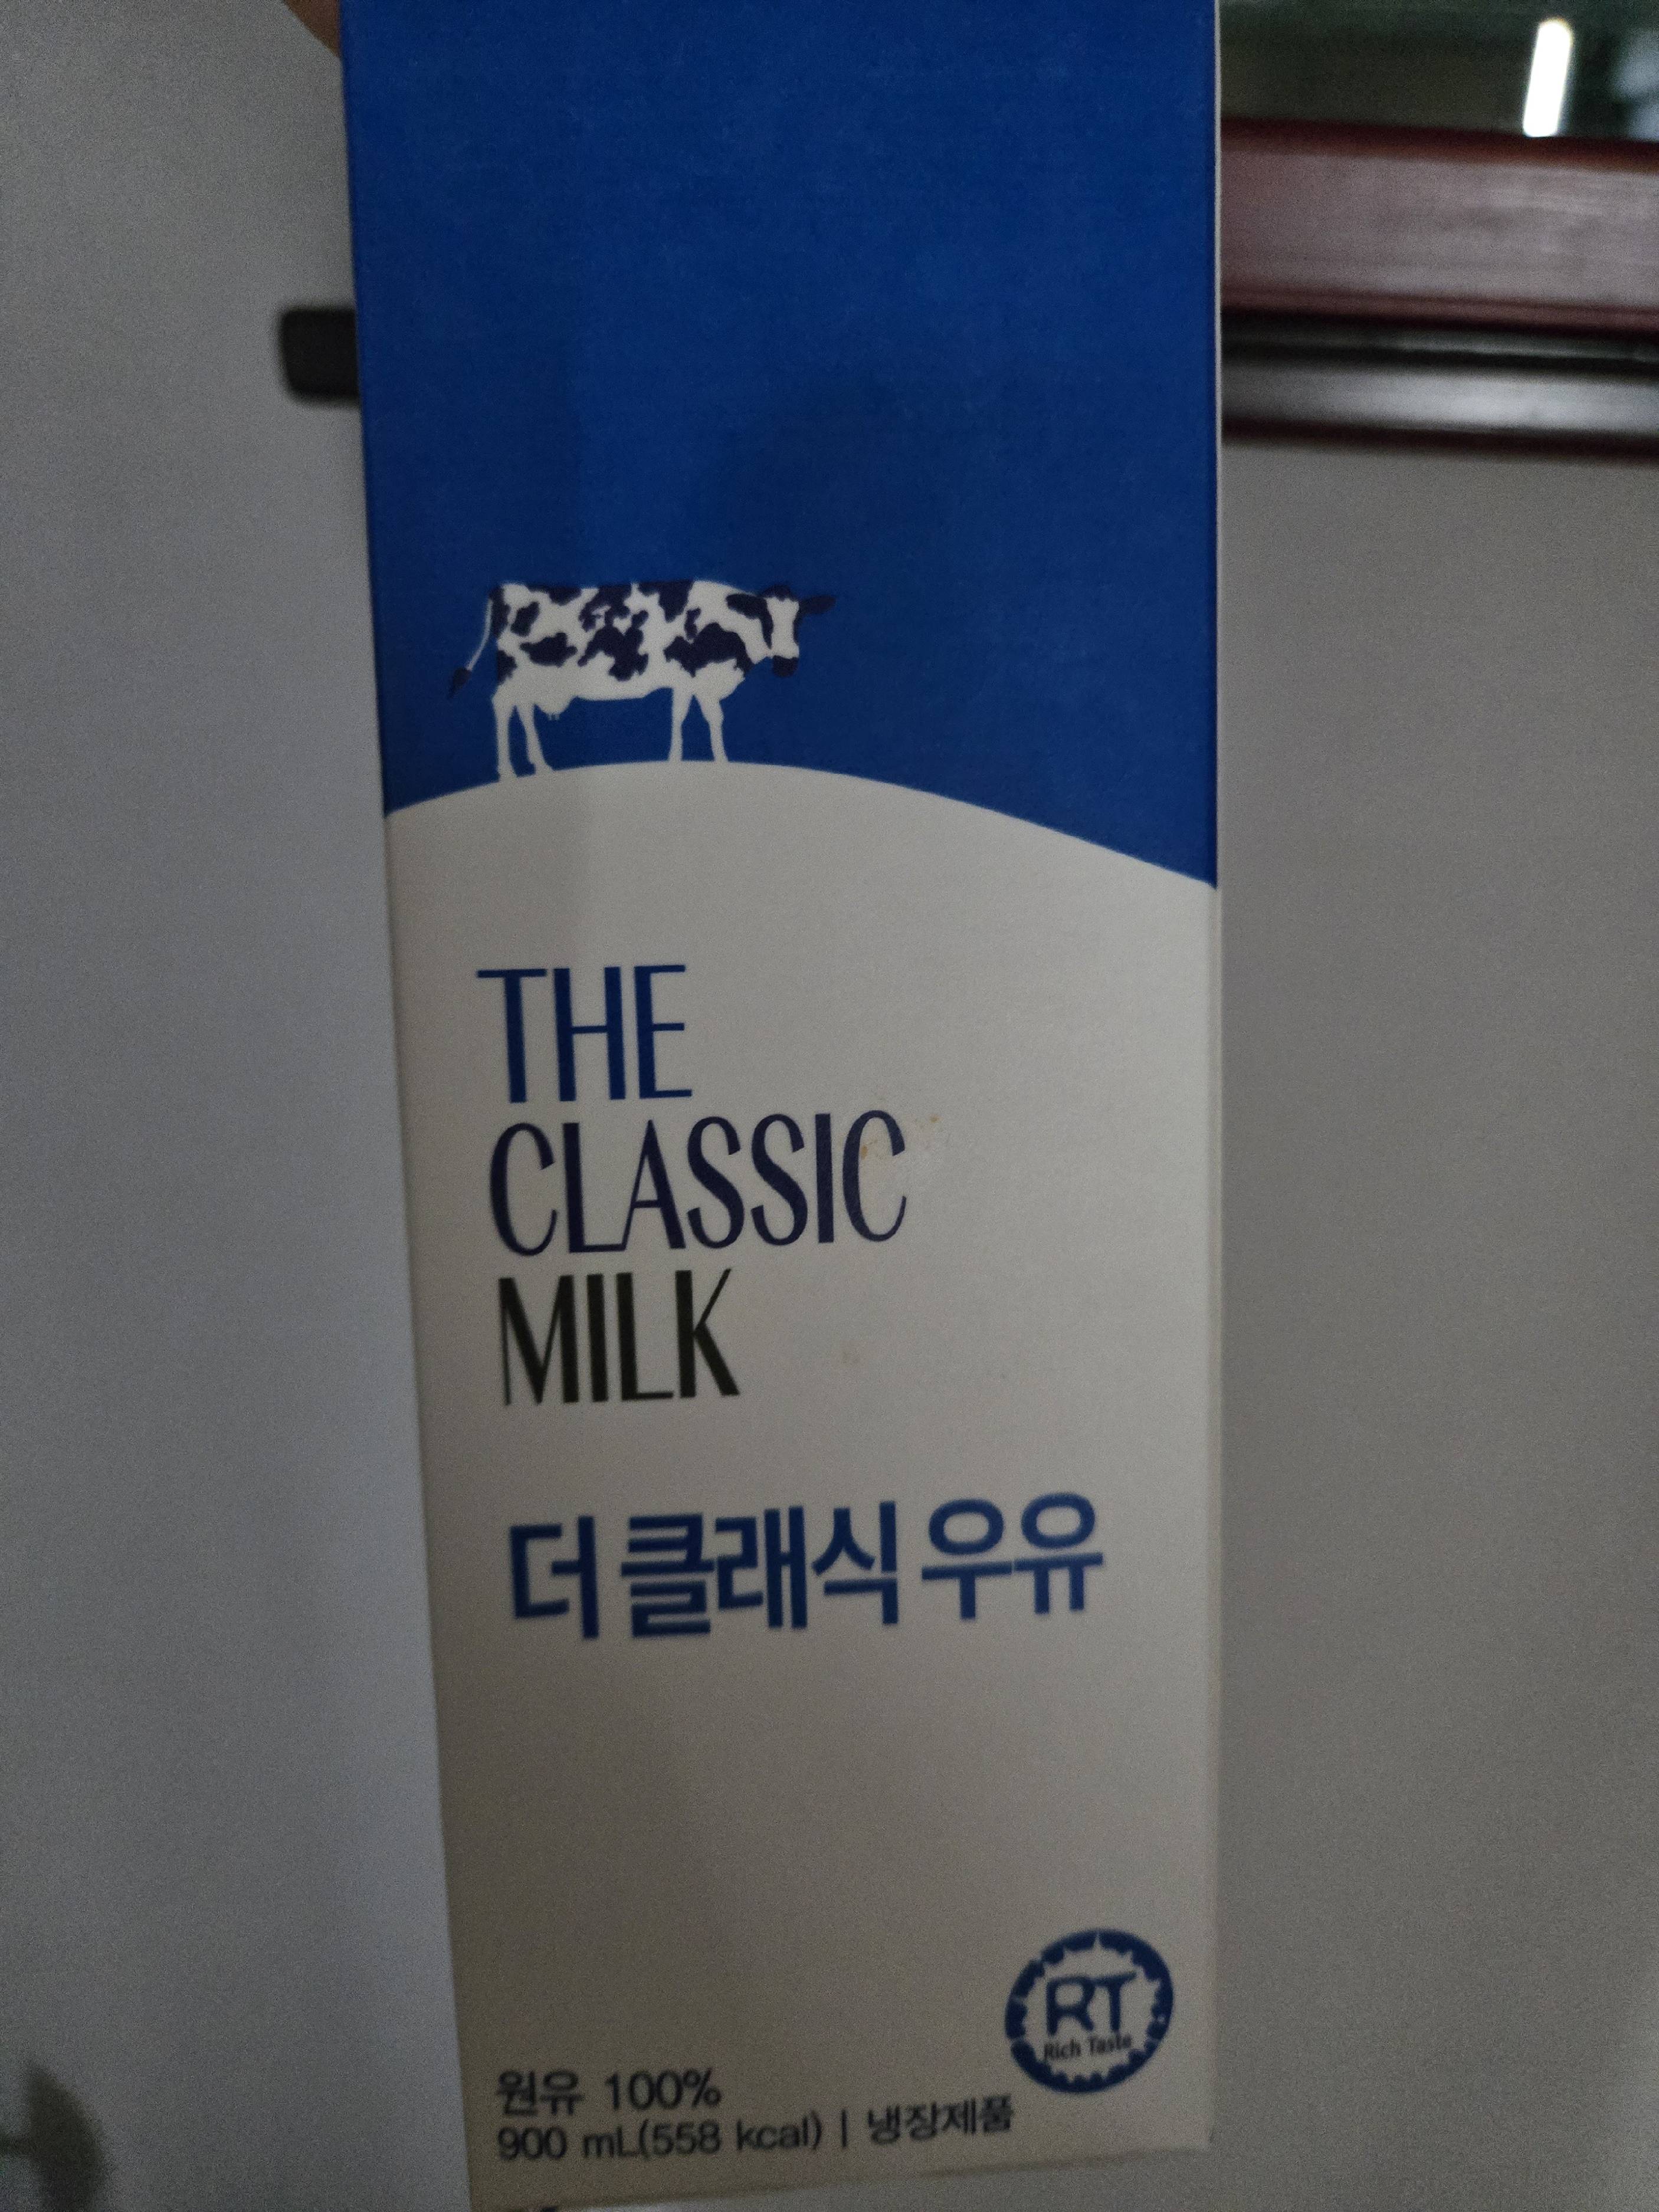 THE
CLASSIC
MILK
더 클래식 우유
RT
Rich Taste
원유 100%
900 mL(558 kcal) | 냉장제품